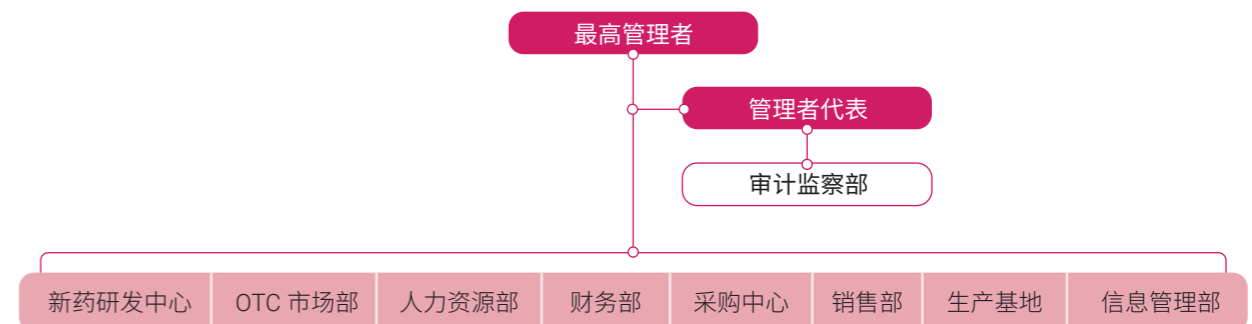 最高管理者
管理者代表
审计监察部
新药研发中心 OTC 市场部 人力资源部 财务部 采购中心 销售部 生产基地 信息管理部